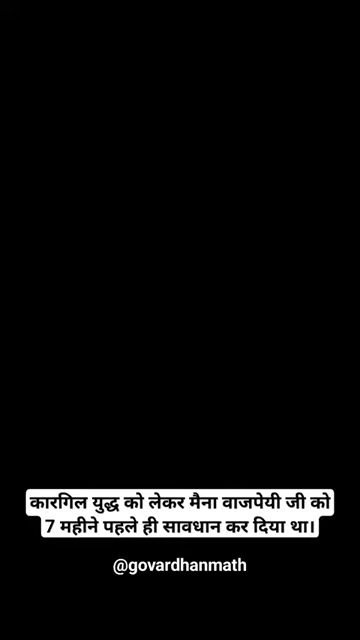 कारगिल युद्ध को लेकर मैना वाजपेयी जी को
7 महीने पहले ही सावधान कर दिया था।
@govardhanmath